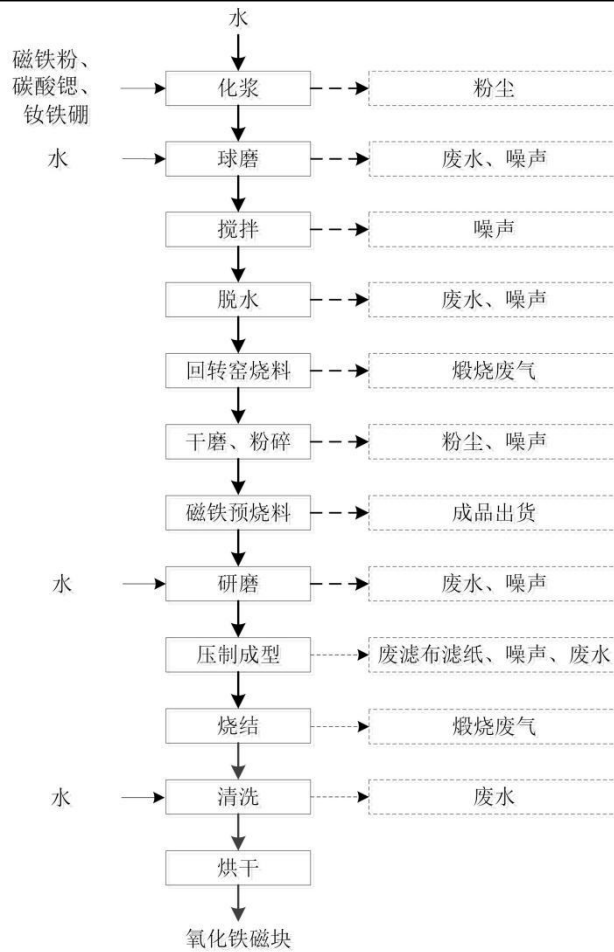 水
磁铁粉、
碳酸锶、
钕铁硼
化浆
粉尘
水
球磨
废水、噪声
搅拌
噪声
脱水
废水、噪声
回转窑烧料
煅烧废气
干磨、粉碎
粉尘、噪声
磁铁预烧料
成品出货
水
研磨
废水、噪声
压制成型
废滤布滤纸、噪声、废水
烧结
煅烧废气
水
清洗
废水
烘干
氧化铁磁块